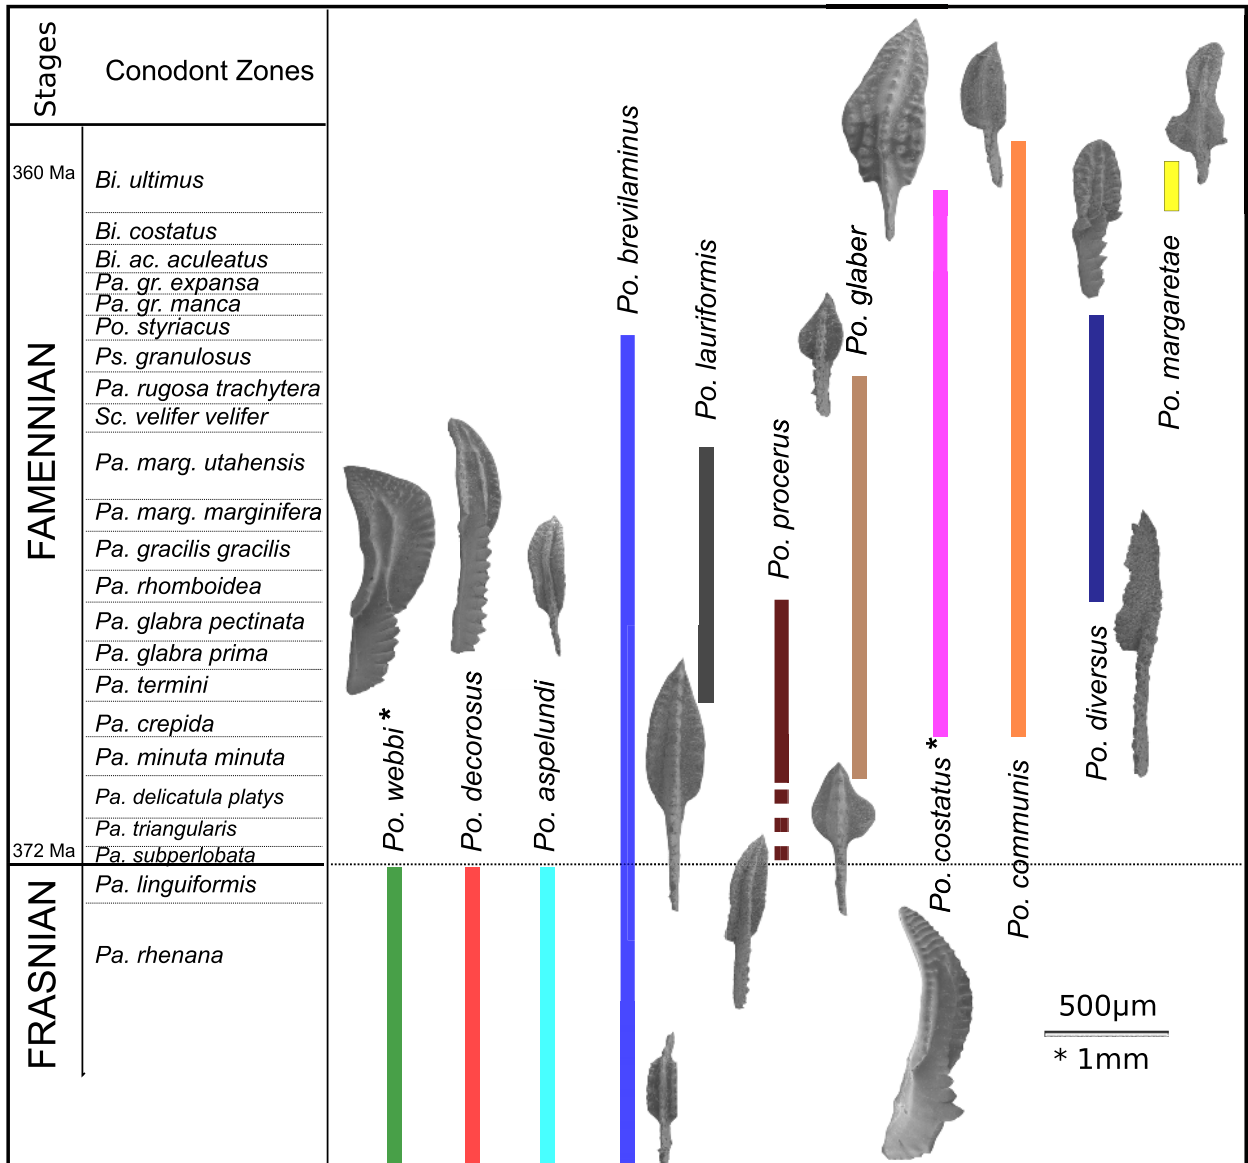 Stages
Conodont Zones
360 Ma
Bi. ultimus
Bi. costatus
Bi. ac. aculeatus
Pa. gr. expansa
Pa. gr. manca
Po. styriacus
Ps. granulosus
Pa. rugosa trachytera
Sc. velifer velifer
Pa. marg. utahensis
Pa. marg. marginifera
Pa. gracilis gracilis
Pa. rhomboidea
Pa. glabra pectinata
Pa. glabra prima
Pa. termini
Pa. crepida
Pa. minuta minuta
Pa. delicatula platys
Pa. triangularis
372 Ma
Pa. subperlobata
Pa. linguiformis
Pa. rhenana
FAMENNIAN
FRASNIAN
Po. webbi *
Po. decorosus
Po. aspelundi
Po. brevilaminus
Po. lauriformis
Po. procerus
Po. glaber
Po. costatus *
Po. communis
Po. diversus
Po. margaretae
500µm
* 1mm